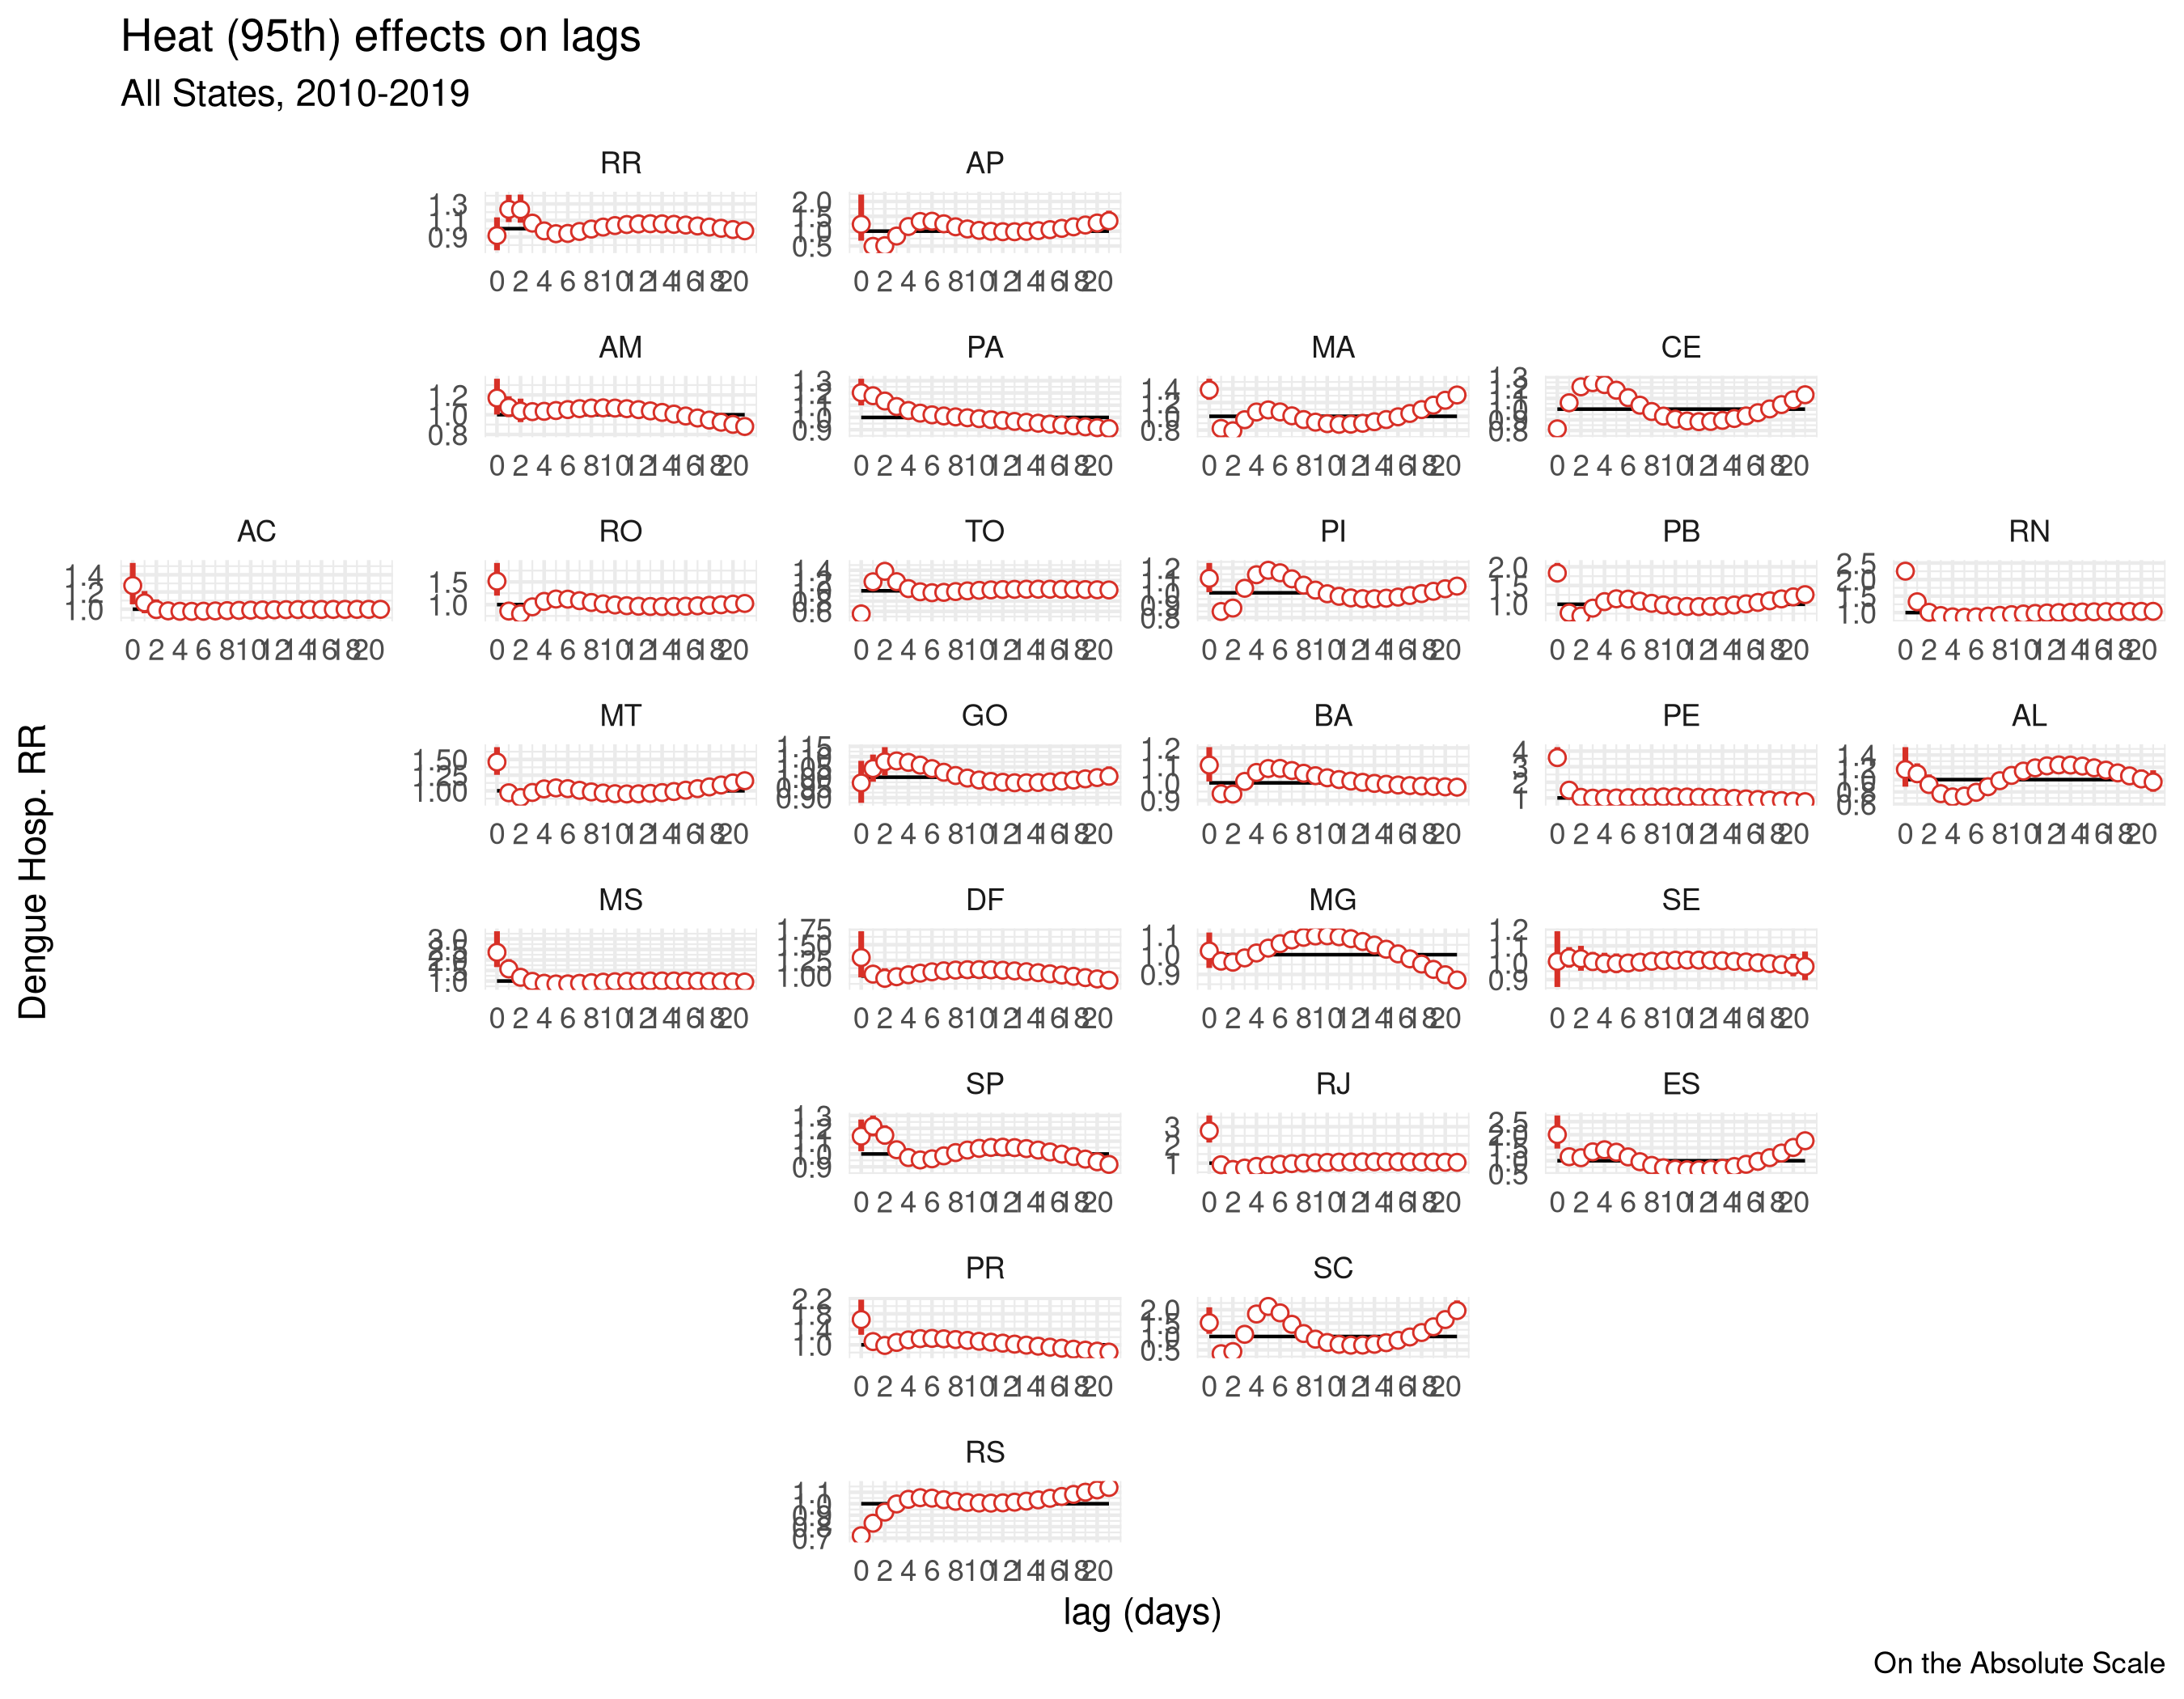 Heat (95th) effects on lags
All States, 2010-2019
RR
AP
1.3
1.1
0.9
2.0
1.5
1.0
0.5
0 2 4 6 8 10 12 14 16 18 20
0 2 4 6 8 10 12 14 16 18 20
AM
PA
MA
CE
1.2
1.0
0.8
1.3
1.2
1.1
1.0
0.9
1.4
1.2
1.0
0.8
1.3
1.2
1.1
1.0
0.9
0.8
0 2 4 6 8 10 12 14 16 18 20
0 2 4 6 8 10 12 14 16 18 20
0 2 4 6 8 10 12 14 16 18 20
0 2 4 6 8 10 12 14 16 18 20
AC
RO
TO
PI
PB
RN
1.4
1.2
1.0
1.5
1.0
1.4
1.2
1.0
0.8
0.6
1.2
1.1
1.0
0.9
0.8
2.0
1.5
1.0
2.5
2.0
1.5
1.0
0 2 4 6 8 10 12 14 16 18 20
0 2 4 6 8 10 12 14 16 18 20
0 2 4 6 8 10 12 14 16 18 20
0 2 4 6 8 10 12 14 16 18 20
0 2 4 6 8 10 12 14 16 18 20
0 2 4 6 8 10 12 14 16 18 20
MT
GO
BA
PE
AL
1.50
1.25
1.00
1.15
1.10
1.05
1.00
0.95
0.90
1.2
1.1
1.0
0.9
4
3
2
1
1.4
1.2
1.0
0.8
0.6
0 2 4 6 8 10 12 14 16 18 20
0 2 4 6 8 10 12 14 16 18 20
0 2 4 6 8 10 12 14 16 18 20
0 2 4 6 8 10 12 14 16 18 20
0 2 4 6 8 10 12 14 16 18 20
Dengue Hosp. RR
MS
DF
MG
SE
3.0
2.5
2.0
1.5
1.0
1.75
1.50
1.25
1.00
1.1
1.0
0.9
1.2
1.1
1.0
0.9
0 2 4 6 8 10 12 14 16 18 20
0 2 4 6 8 10 12 14 16 18 20
0 2 4 6 8 10 12 14 16 18 20
0 2 4 6 8 10 12 14 16 18 20
SP
RJ
ES
1.3
1.2
1.1
1.0
0.9
3
2
1
2.5
2.0
1.5
1.0
0.5
0 2 4 6 8 10 12 14 16 18 20
0 2 4 6 8 10 12 14 16 18 20
0 2 4 6 8 10 12 14 16 18 20
PR
SC
2.2
1.8
1.4
1.0
2.0
1.5
1.0
0.5
0 2 4 6 8 10 12 14 16 18 20
0 2 4 6 8 10 12 14 16 18 20
RS
1.1
1.0
0.9
0.8
0.7
0 2 4 6 8 10 12 14 16 18 20
lag (days)
On the Absolute Scale